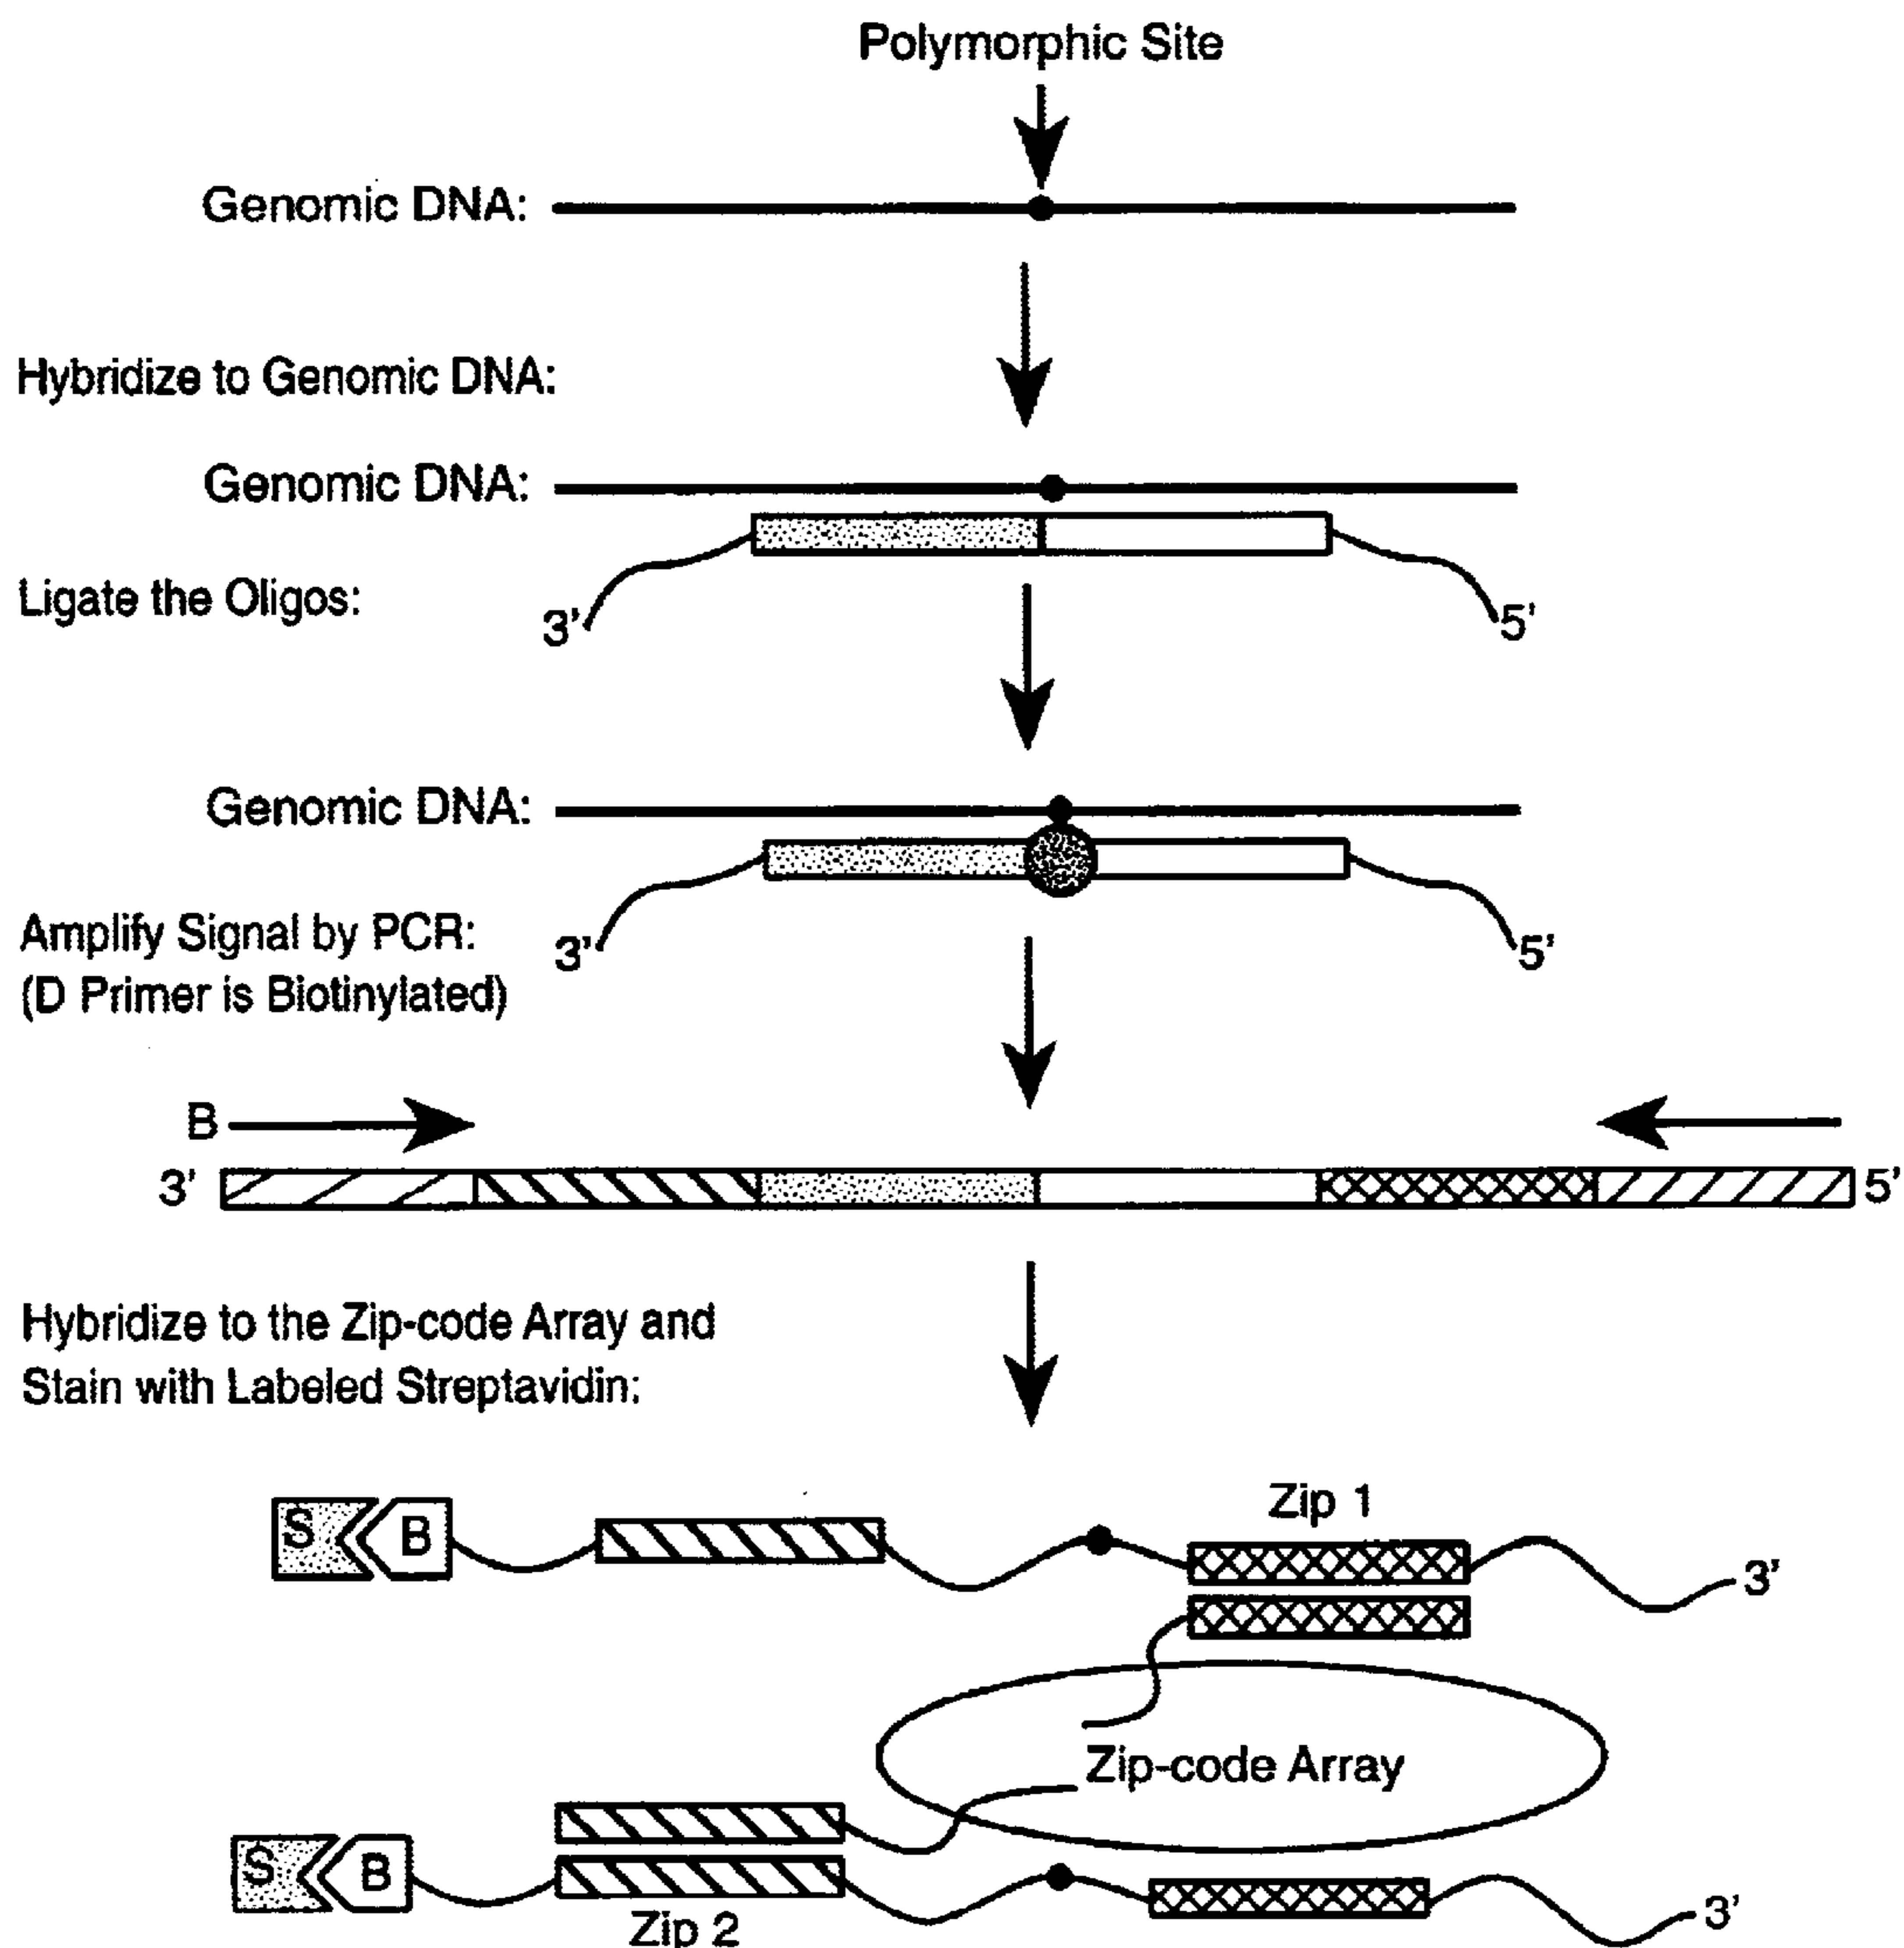 Polymorphic Site
Genomic DNA:
Hybridize to Genomic DNA:
Genomic DNA:
Ligate the Oligos:
3'
5'
Genomic DNA:
Amplify Signal by PCR:
(D Primer is Biotinylated)
3'
5'
B
3'
5'
Hybridize to the Zip-code Array and
Stain with Labeled Streptavidin:
Zip 1
S
B
3'
Zip-code Array
S
B
Zip 2
3'